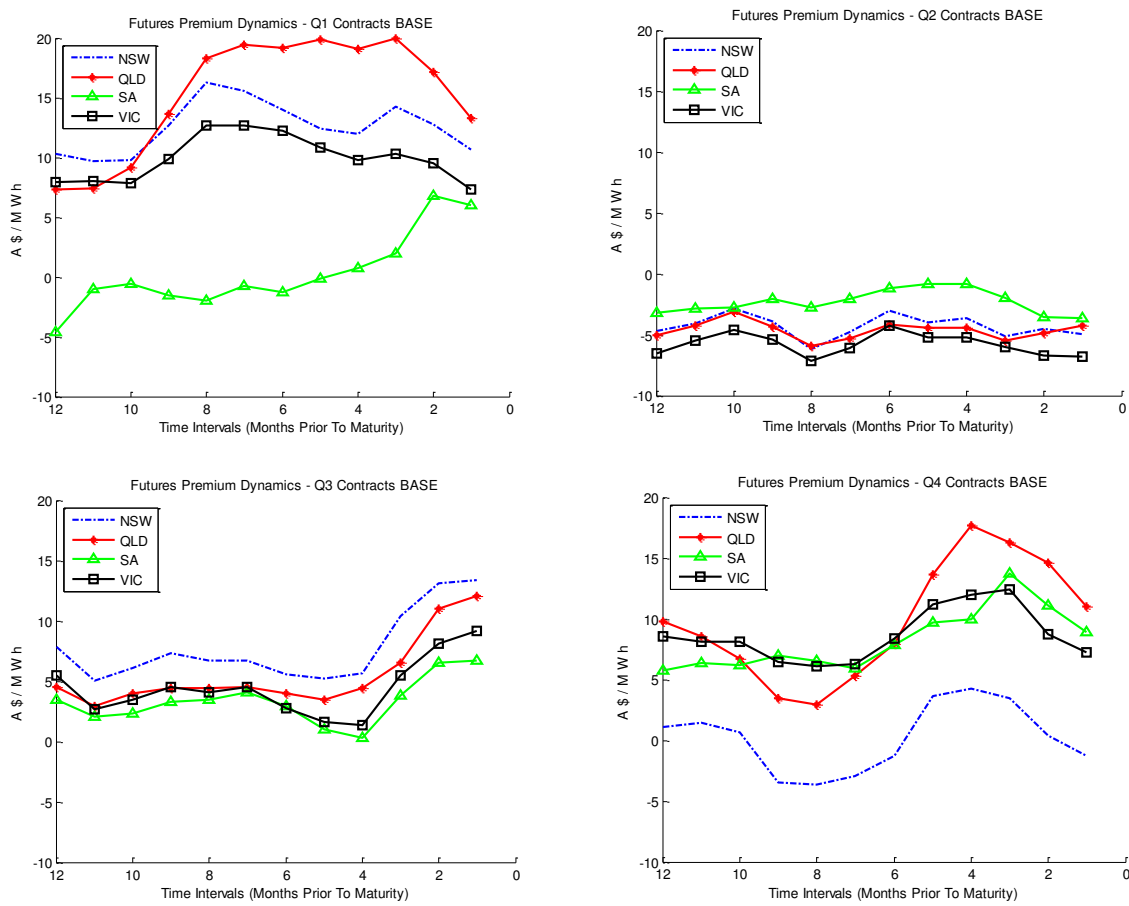 Futures Premium Dynamics - Q1 Contracts BASE
20
15
10
5
0
-5
-10
A $ / M W h
NSW
QLD
SA
VIC
12
10
8
6
4
2
0
Time Intervals (Months Prior To Maturity)
Futures Premium Dynamics - Q2 Contracts BASE
20
15
10
5
0
-5
-10
A $ / M W h
NSW
QLD
SA
VIC
12
10
8
6
4
2
0
Time Intervals (Months Prior To Maturity)
Futures Premium Dynamics - Q3 Contracts BASE
20
15
10
5
0
-5
-10
A $ / M W h
NSW
QLD
SA
VIC
12
10
8
6
4
2
0
Time Intervals (Months Prior To Maturity)
Futures Premium Dynamics - Q4 Contracts BASE
20
15
10
5
0
-5
-10
A $ / M W h
NSW
QLD
SA
VIC
12
10
8
6
4
2
0
Time Intervals (Months Prior To Maturity)